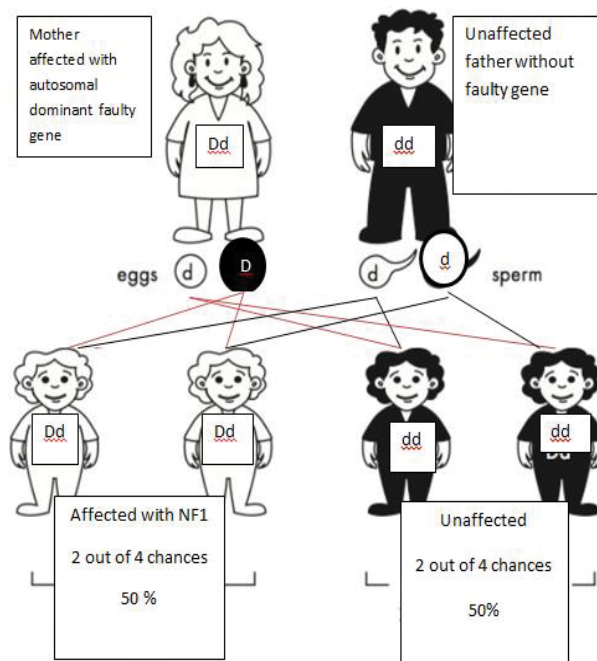 Mother
affected with
autosomal
dominant faulty
gene
Unaffected
father without
faulty gene
Dd
dd
eggs
d
D
d
d
sperm
Dd
Dd
dd
dd
Affected with NF1
2 out of 4 chances
50 %
Unaffected
2 out of 4 chances
50%